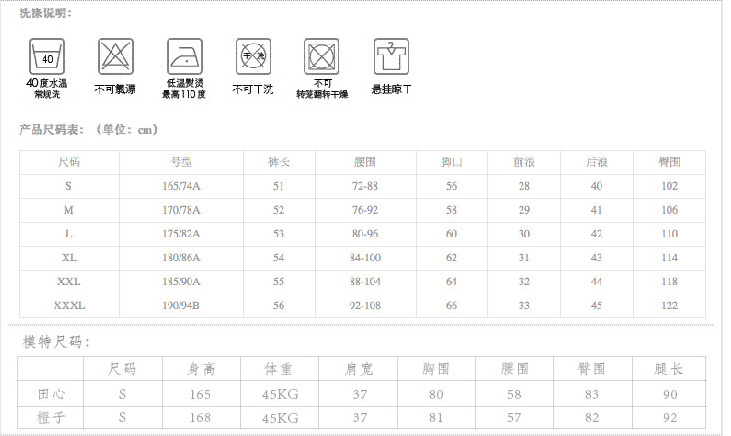 洗涤说明：
40 干 洗
40度水温 常规洗
不可氯漂
低温熨烫 最高110度
不可干洗
不可 转笼翻转干燥
悬挂晾干
产品尺码表：（单位：cm）
尺码 号型 裤长 腰围 脚口 前浪 后浪 臀围
S 165/74A 51 72-88 56 28 40 102
M 170/78A 52 76-92 58 29 41 106
L 175/82A 53 80-96 60 30 42 110
XL 180/86A 54 84-100 62 31 43 114
XXL 185/90A 55 88-104 64 32 44 118
XXXL 190/94B 56 92-108 66 33 45 122
模特尺码：
尺码 身高 体重 肩宽 胸围 腰围 臀围 腿长
田心 S 165 45KG 37 80 58 83 90
橙子 S 168 45KG 37 81 57 82 92